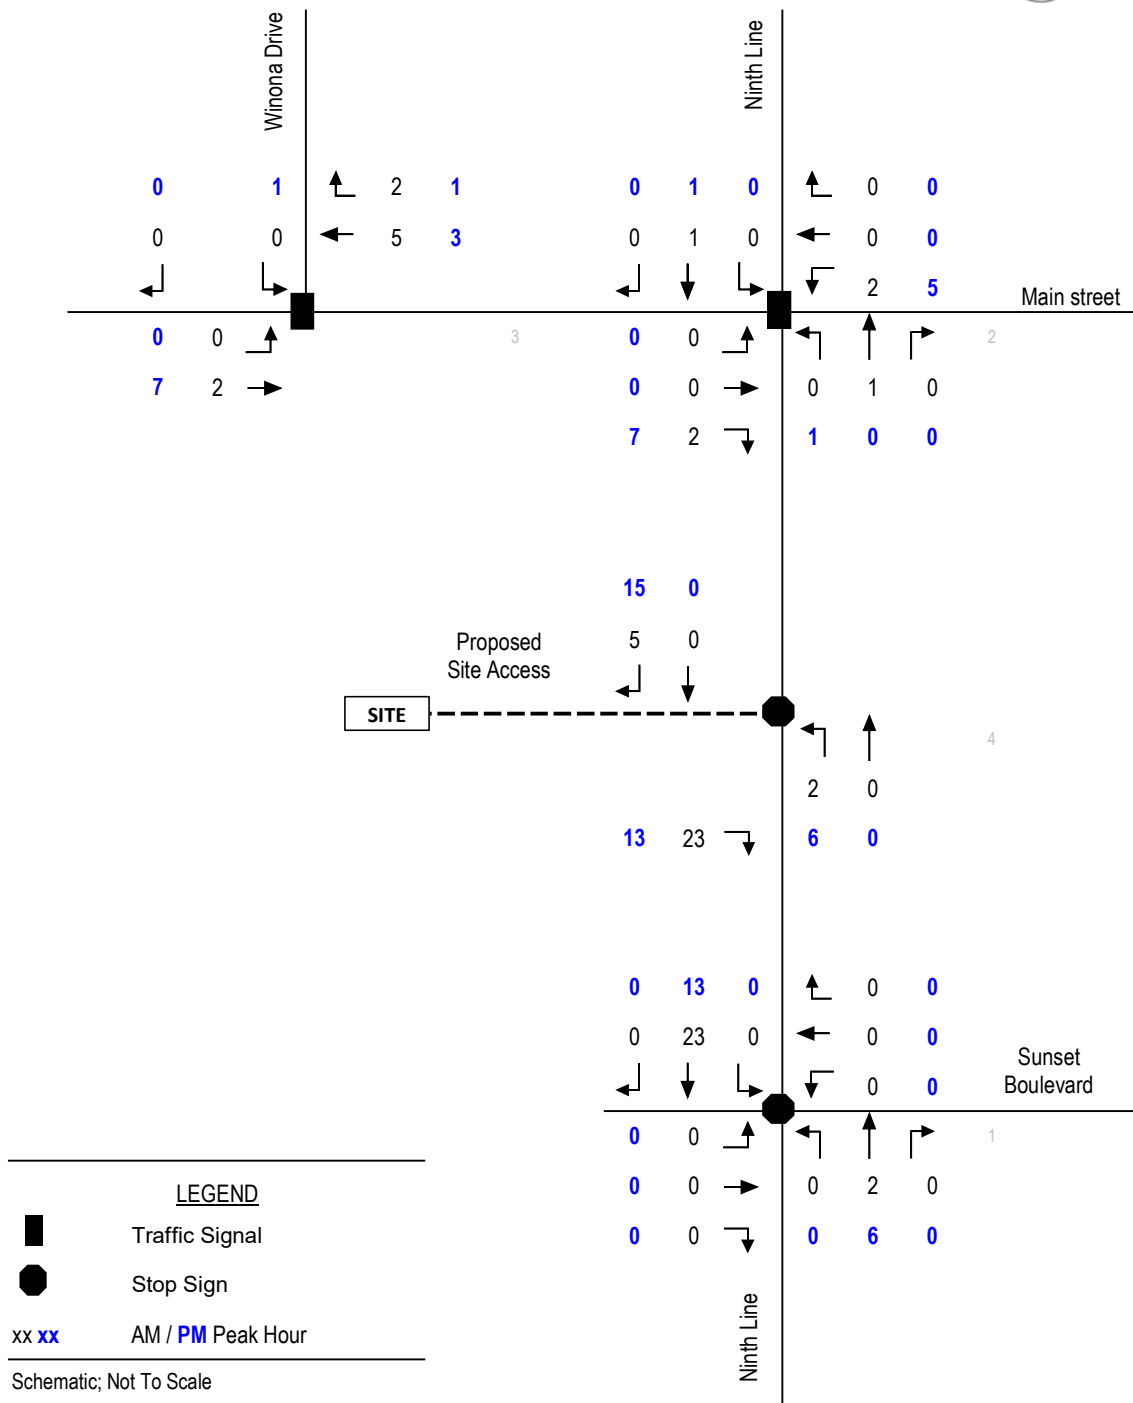 Winona Drive
Ninth Line
0 1 2 1 0 1 0 0 0
0 0 5 3 0 1 0 0 0
2 5
Main street
0 0 3 0 0 2
7 2 0 0 0 1 0
7 2 1 0 0
15 0
Proposed
Site Access
5 0
SITE
4
2 0
13 23 6 0
0 13 0 0 0
0 23 0 0 0
Sunset
Boulevard
0 0
0 0 1
0 0 0 2 0
0 0 0 6 0
Ninth Line
LEGEND
Traffic Signal
Stop Sign
xx xx AM / PM Peak Hour
Schematic; Not To Scale